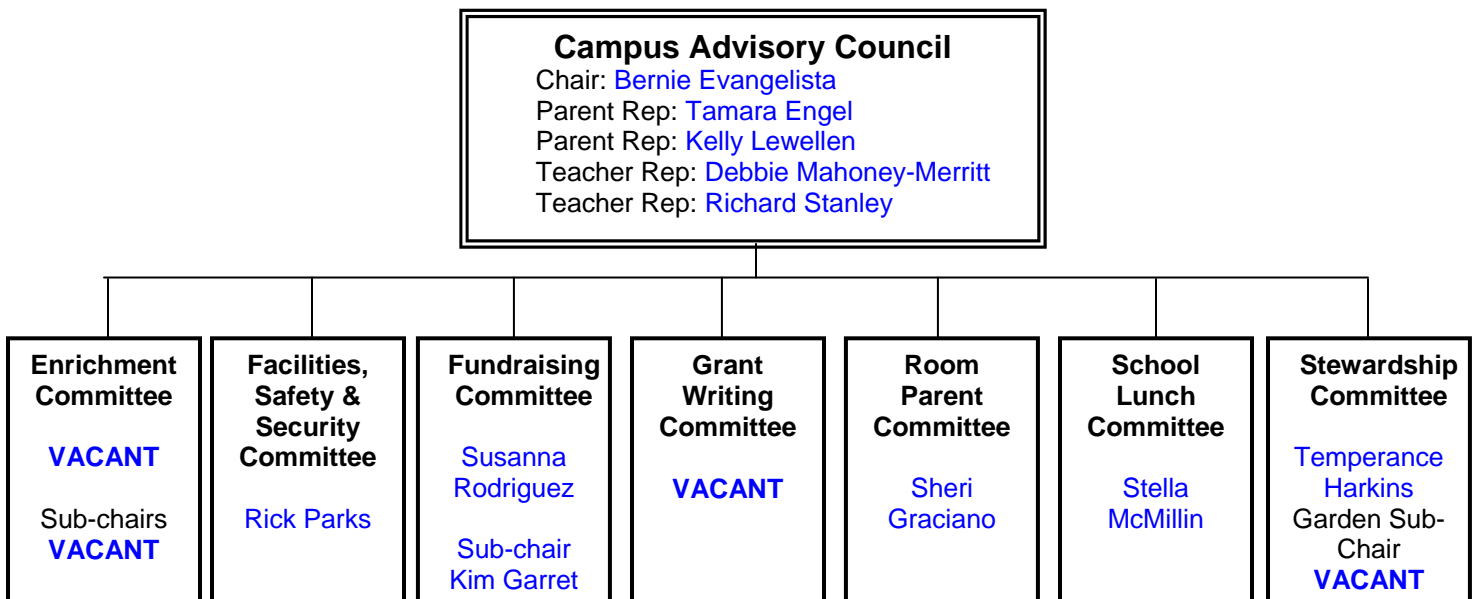 Campus Advisory Council
Chair: Bernie Evangelista
Parent Rep: Tamara Engel
Parent Rep: Kelly Lewellen
Teacher Rep: Debbie Mahoney-Merritt
Teacher Rep: Richard Stanley
Enrichment
Committee
VACANT
Sub-chairs
VACANT
Facilities,
Safety &
Security
Committee
Rick Parks
Fundraising
Committee
Susanna
Rodriguez
Sub-chair
Kim Garret
Grant
Writing
Committee
VACANT
Room
Parent
Committee
Sheri
Graciano
School
Lunch
Committee
Stella
McMillin
Stewardship
Committee
Temperance
Harkins
Garden Sub-
Chair
VACANT